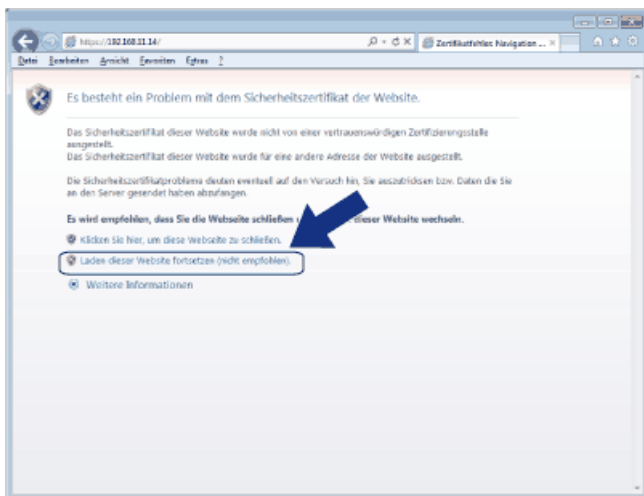 https://192.168.11.14/
Zertifikatfehler: Navigation ...
Datei Bearbeiten Ansicht Favoriten Extras ?
Es besteht ein Problem mit dem Sicherheitszertifikat der Website.
Das Sicherheitszertifikat dieser Website wurde nicht von einer vertrauenswürdigen Zertifizierungsstelle
ausgestellt.
Das Sicherheitszertifikat dieser Website wurde für eine andere Adresse der Website ausgestellt.
Die Sicherheitszertifikatprobleme deuten eventuell auf den Versuch hin, Sie auszutricksen bzw. Daten die Sie
an den Server gesendet haben abzufangen.
Es wird empfohlen, dass Sie die Webseite schließen dieser Website wechseln.
Klicken Sie hier, um diese Webseite zu schließen.
Laden dieser Website fortsetzen (nicht empfohlen).
Weitere Informationen